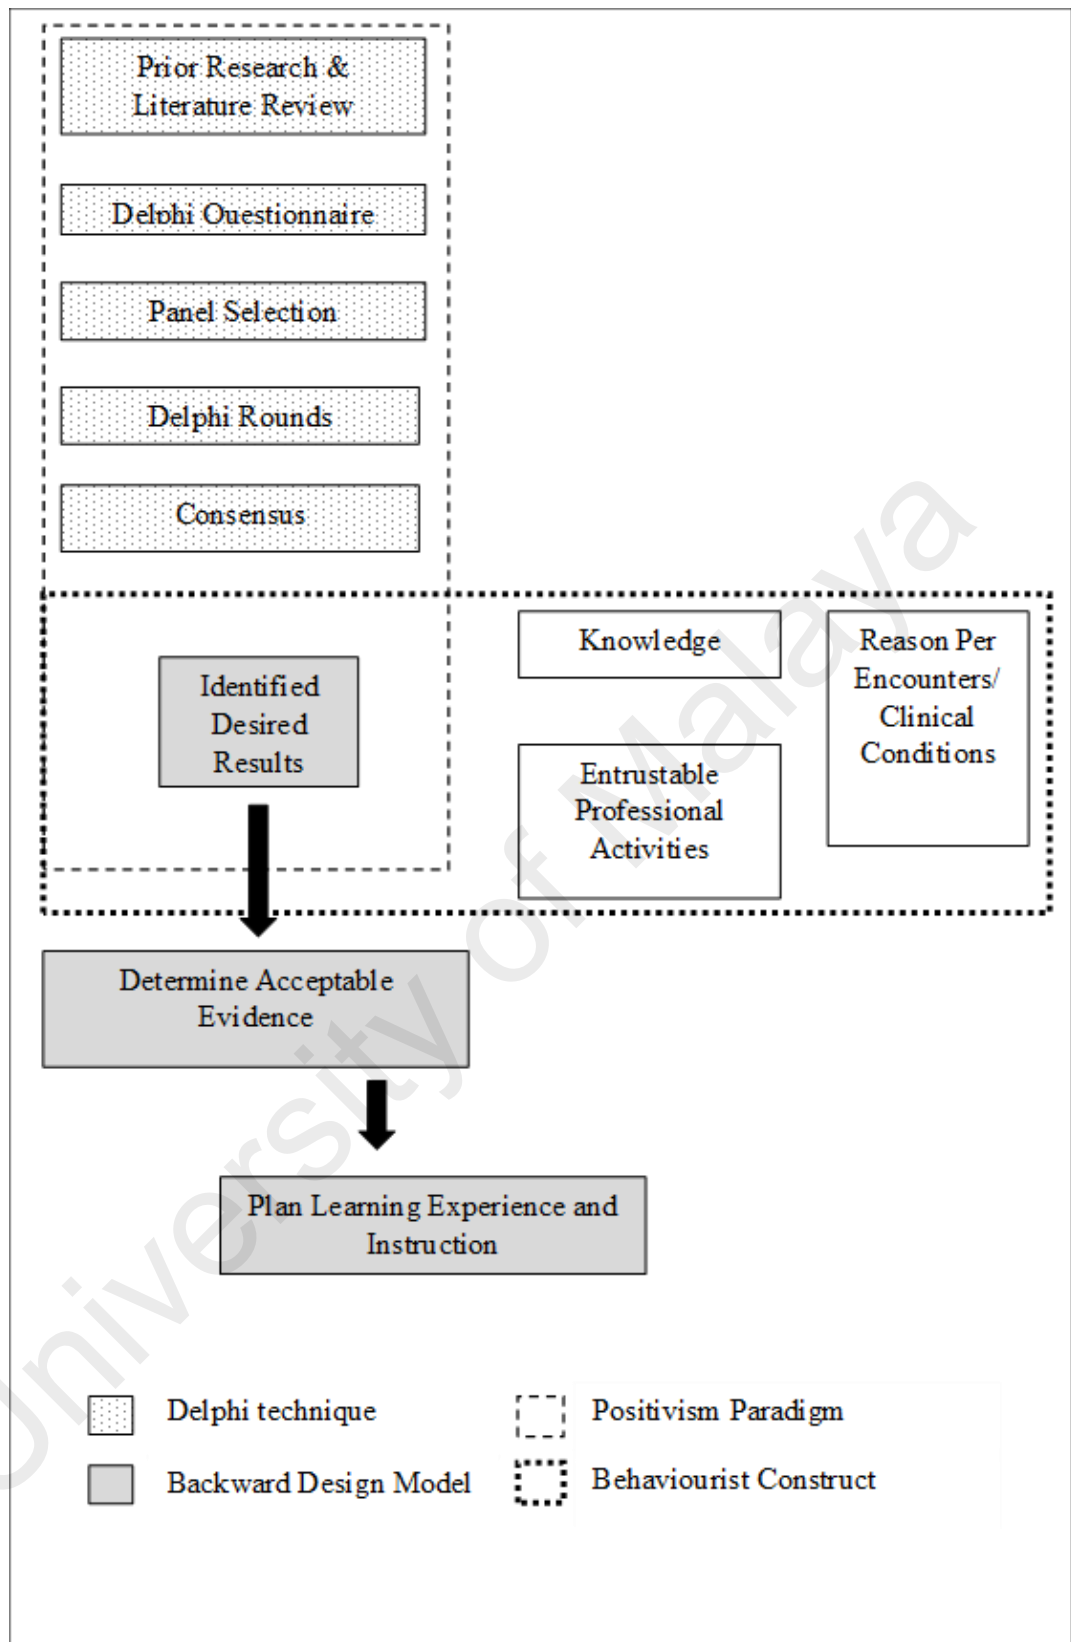 Prior Research &
Literature Review
Delphi Questionnaire
Panel Selection
Delphi Rounds
Consensus
Identified
Desired
Results
Knowledge
Entrustable
Professional
Activities
Reason Per
Encounters/
Clinical
Conditions
Determine Acceptable
Evidence
Plan Learning Experience and
Instruction
Delphi technique
Positivism Paradigm
Backward Design Model
Behaviourist Construct
University of Malaya